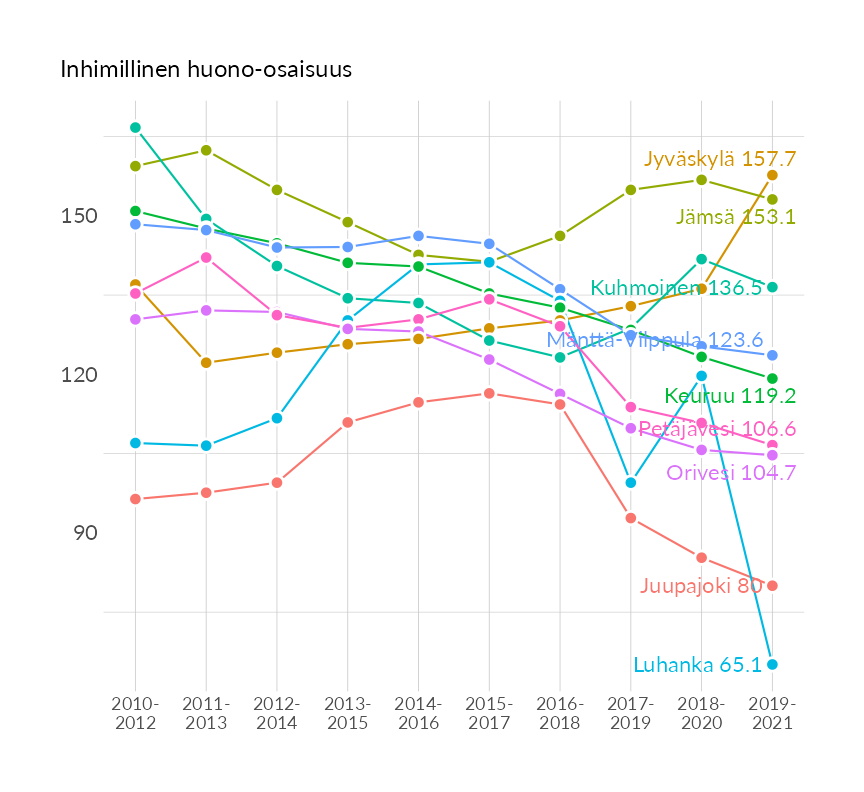 Inhimillinen huono-osaisuus
Jyväskylä 157.7
150
Jämsä 153.1
Kuhmoinen 136.5
Mänttä-Vilppula 123.6
120
Keuruu 119.2
Petäjävesi 106.6
Orivesi 104.7
90
Juupajoki 80
Luhanka 65.1
2010- 2011- 2012- 2013- 2014- 2015- 2016- 2017- 2018- 2019-
2012 2013 2014 2015 2016 2017 2018 2019 2020 2021